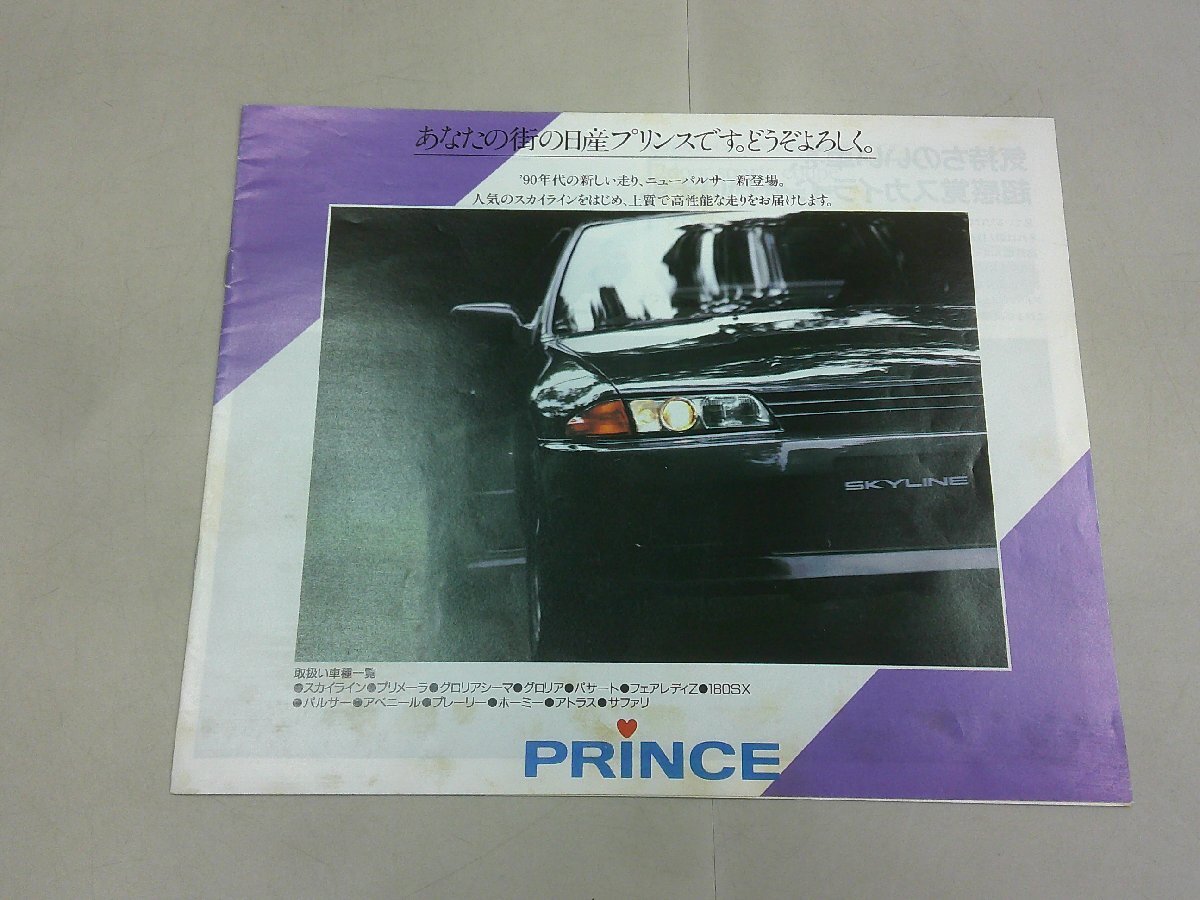 あなたの街の日産プリンスです。どうぞよろしく。
'90年代の新しい走り、ニューパルサー新登場。
人気のスカイラインをはじめ、上質で高性能な走りをお届けします。
SKYLINE
取扱い車種一覧
●スカイライン●プリメーラ●グロリアシーマ●グロリア●パサート●フェアレディZ●180SX
●パルサー●アベニール●プレーリー●ホーミー●アトラス●サファリ
PRINCE